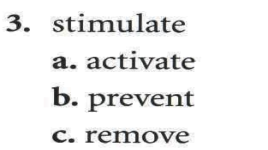 3. stimulate
a. activate
b. prevent
c. remove